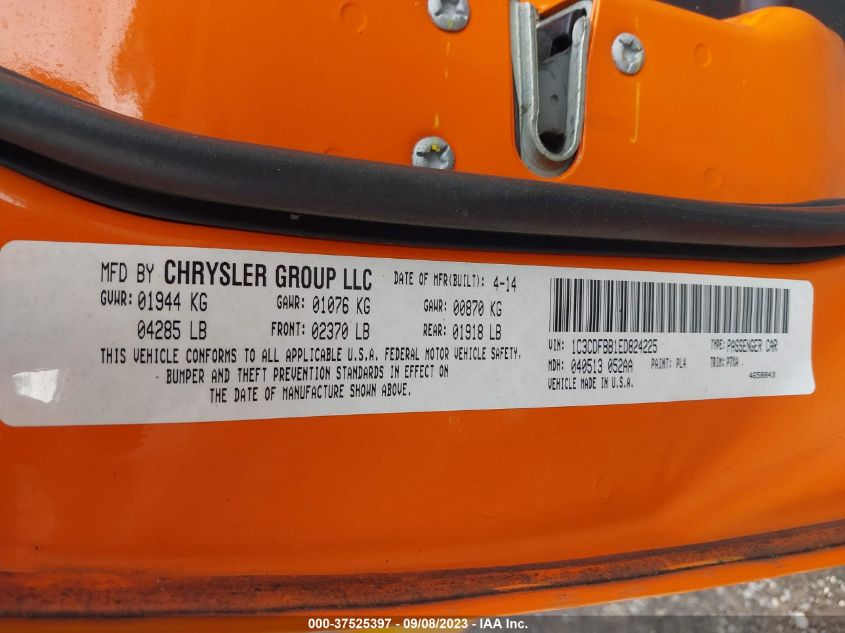 MFD BY CHRYSLER GROUP LLC DATE OF MFR(BUILT): 4-14
GVWR: 01944 KG GAWR: 01076 KG GAWR: 00870 KG
04285 LB FRONT: 02370 LB REAR: 01918 LB
THIS VEHICLE CONFORMS TO ALL APPLICABLE U.S.A. FEDERAL MOTOR VEHICLE SAFETY,
BUMPER AND THEFT PREVENTION STANDARDS IN EFFECT ON
THE DATE OF MANUFACTURE SHOWN ABOVE.
VIN: 1C3CDFBB1ED824225 TYPE: PASSENGER CAR
MDH: 040513 052AA PAINT: PL4 TRIM: P7XA
VEHICLE MADE IN U.S.A. 4658843
000-37525397 - 09/08/2023 - IAA Inc.